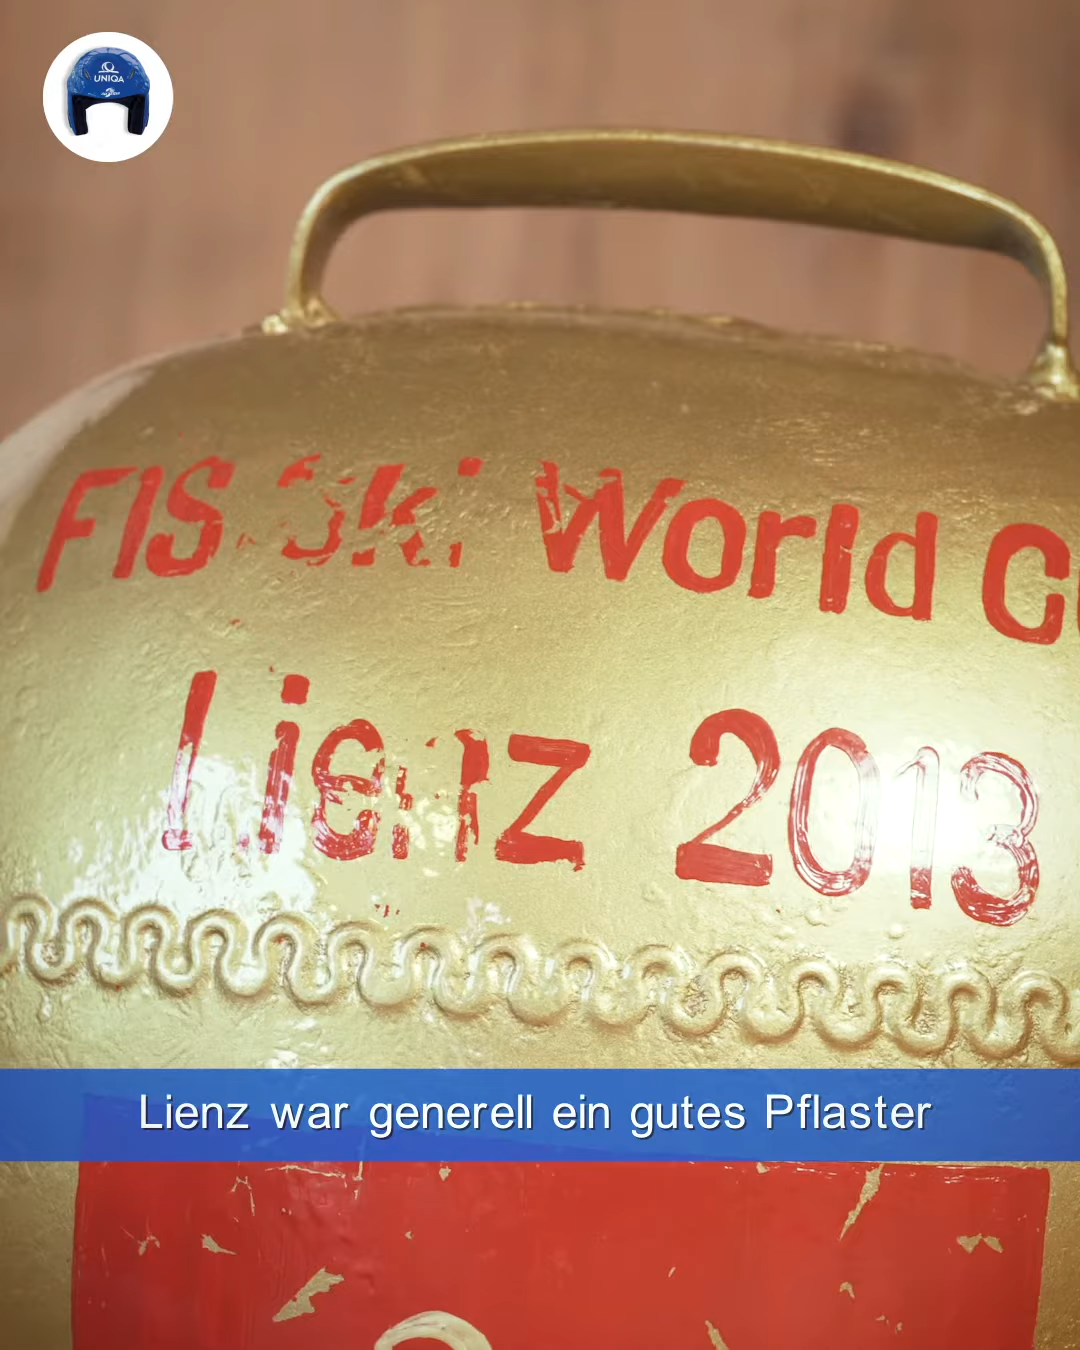 UNIQA
FIS Ski World
Lienz 2013
Lienz war generell ein gutes Pflaster